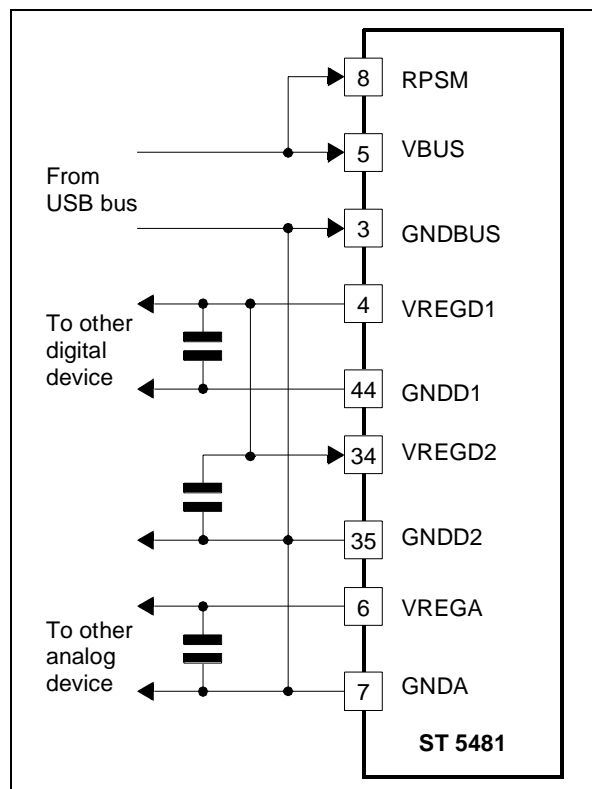 8 RPSM
5 VBUS
From
USB bus
3 GNDBUS
4 VREGD1
To other
digital
device
44 GNDD1
34 VREGD2
35 GNDD2
6 VREGA
To other
analog
device
7 GNDA
ST 5481